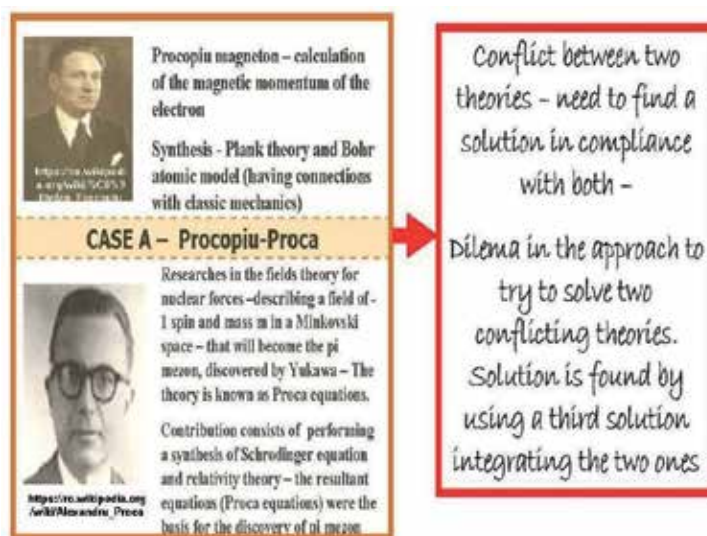 Procopiu magneton – calculation
of the magnetic momentum of the
electron
Synthesis - Plank theory and Bohr
atomic model (having connections
with classic mechanics)
https://ro.wikipedi
CASE A – Procopiu-Proca
Researches in the fields theory for
nuclear forces –describing a field of -
1 spin and mass m in a Minkovski
space – that will become the pi
mezon, discovered by Yukawa – The
theory is known as Proca equations.
Contribution consists of performing
a synthesis of Schrodinger equation
and relativity theory – the resultant
equations (Proca equations) were the
basis for the discovery of pi mezon
https://ro.wikipedia.org
/wiki/Alexandru_Proca
Conflict between two
theories - need to find a
solution in compliance
with both -
Dilema in the approach to
try to solve two
conflicting theories.
Solution is found by
using a third solution
integrating the two ones